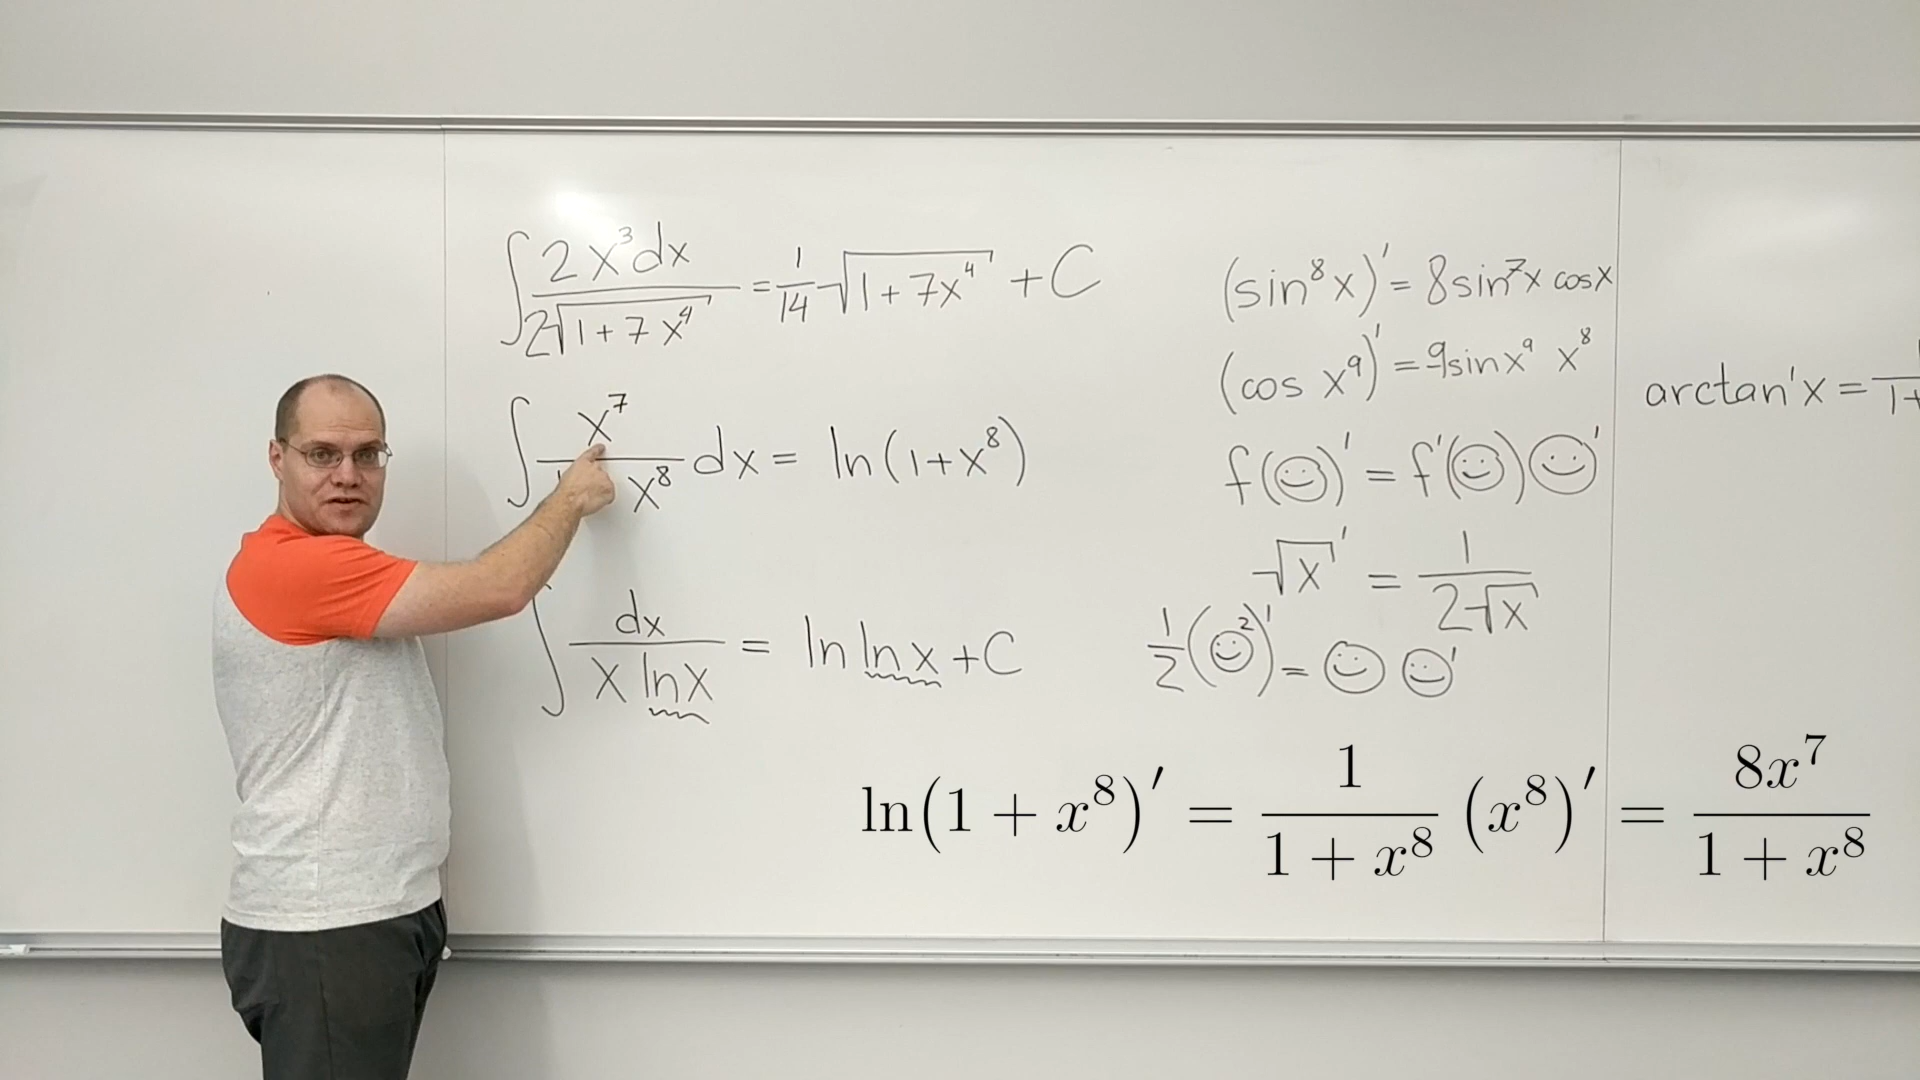 ∫ 2x³dx / 2√(1+7x⁴) = 1/14 √(1+7x⁴) + C
∫ x⁷ / x⁸ dx = ln(1+x⁸)
∫ dx / x lnx = ln lnx + C
(sin⁸x)' = 8sin⁷x cosx
(cos x⁹)' = 9sinx⁹ x⁸
f(☺)' = f'(☺)☺'
√x' = 1 / 2√x
1/2(☺²)' = ☺ ☺'
arctan'x = 1+
ln(1 + x⁸)' = 1 / (1 + x⁸) (x⁸)' = 8x⁷ / (1 + x⁸)